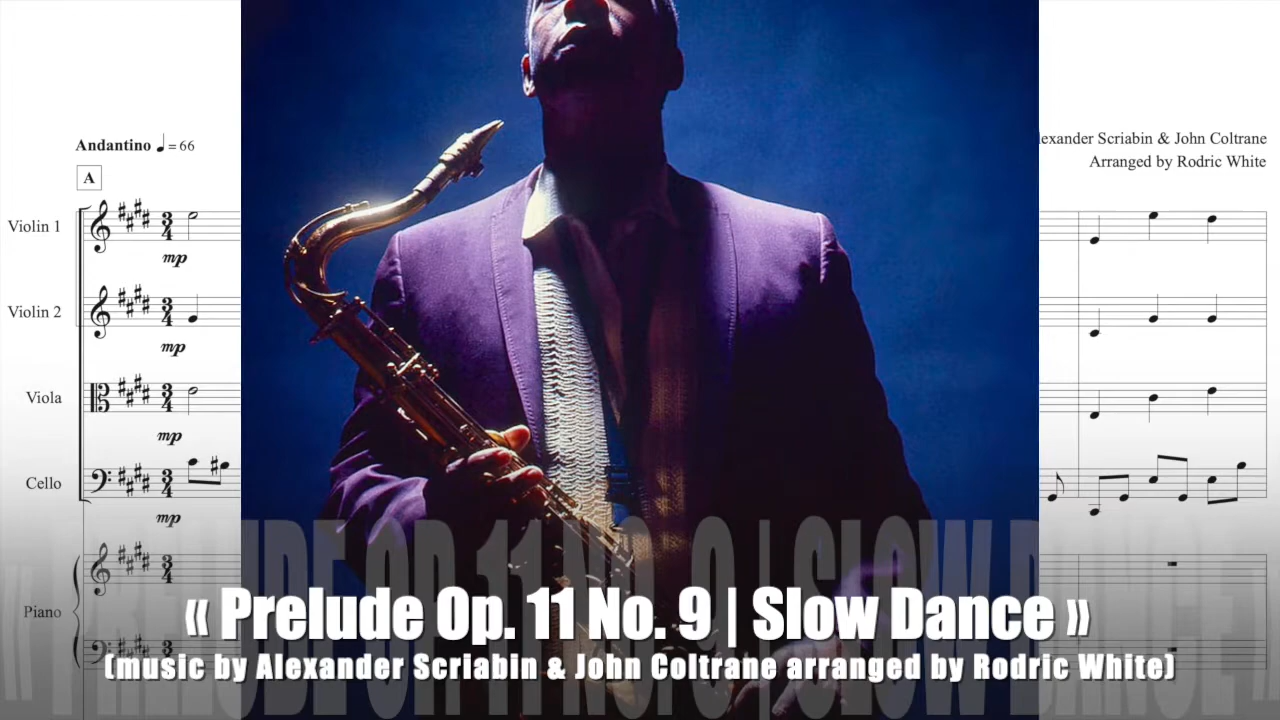 Andantino ♩ = 66
A
lexander Scriabin & John Coltrane
Arranged by Rodric White
Violin 1
mp
Violin 2
mp
Viola
mp
Cello
mp
Piano
« Prelude Op. 11 No. 9 | Slow Dance »
(music by Alexander Scriabin & John Coltrane arranged by Rodric White)